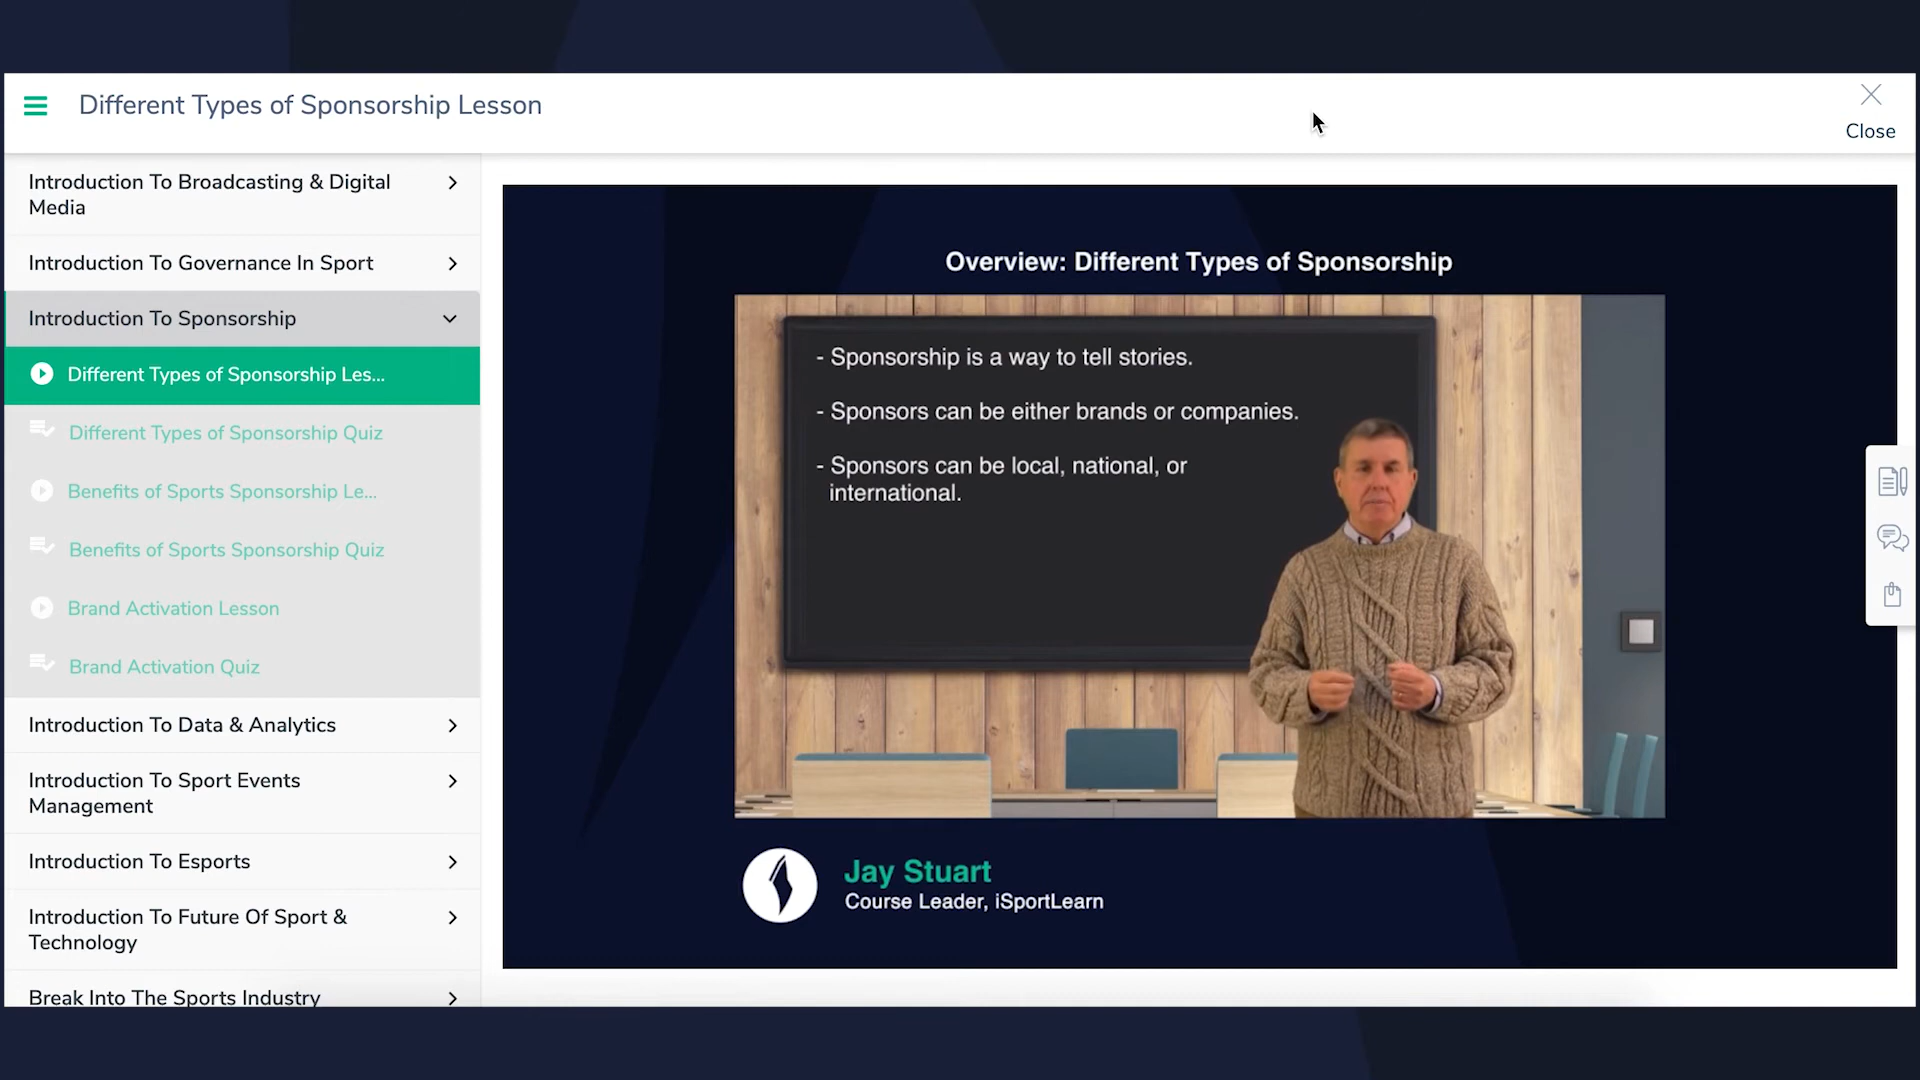 Different Types of Sponsorship Lesson
Close
Introduction To Broadcasting & Digital
Media
Introduction To Governance In Sport
Introduction To Sponsorship
Different Types of Sponsorship Les...
Different Types of Sponsorship Quiz
Benefits of Sports Sponsorship Le...
Benefits of Sports Sponsorship Quiz
Brand Activation Lesson
Brand Activation Quiz
Introduction To Data & Analytics
Introduction To Sport Events
Management
Introduction To Esports
Introduction To Future Of Sport &
Technology
Break Into The Sports Industry
Overview: Different Types of Sponsorship
- Sponsorship is a way to tell stories.
- Sponsors can be either brands or companies.
- Sponsors can be local, national, or
international.
Jay Stuart
Course Leader, iSportLearn